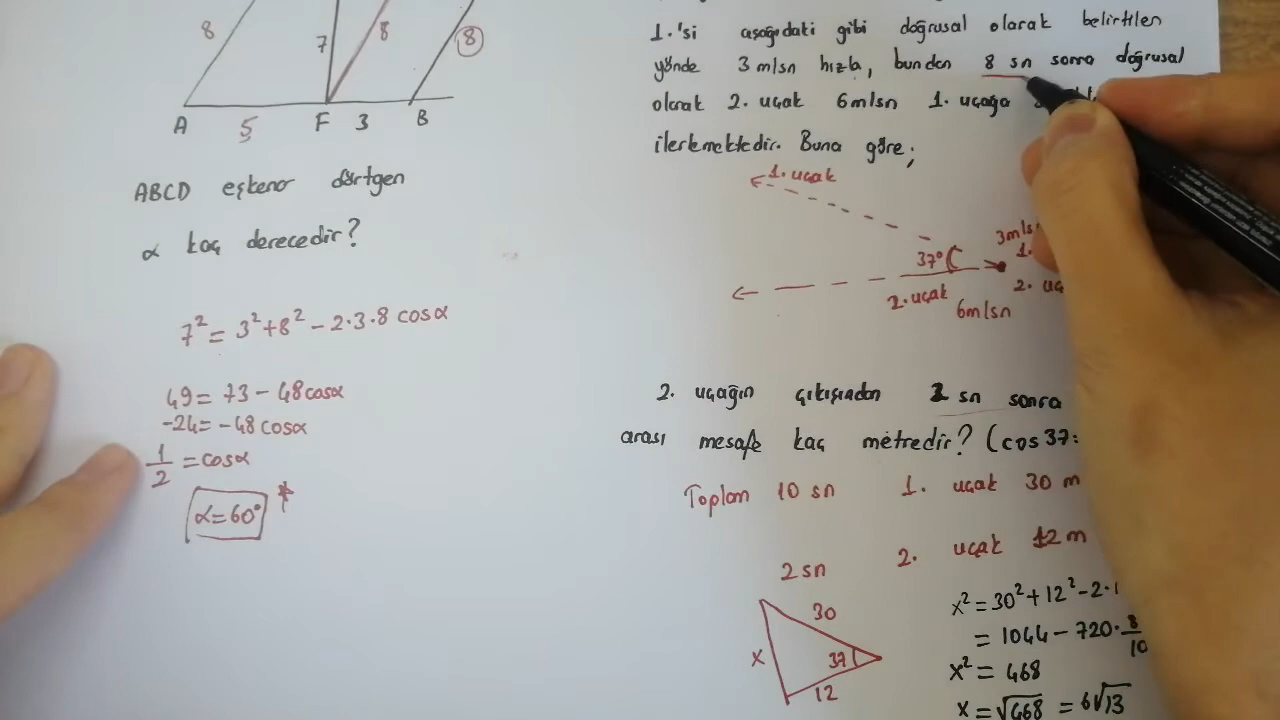 8
7
8
8
A 5 F 3 B
ABCD eşkenar dörtgen
α kaç derecedir?
7² = 3²+8² − 2·3·8 cosα
49 = 73 − 48cosα
-24 = -48 cosα
1/2 = cosα
α=60° *
1.'si aşağıdaki gibi doğrusal olarak belirtilen
yönde 3 m/sn hızla, bundan 8 sn sonra doğrusal
olarak 2. uçak 6m/sn 1. uçağa
ilerlemektedir. Buna göre;
1. uçak
3m/s
37°
1.
2. uçak
2. uç
6m/sn
2. uçağın çıkışından 2 sn sonra
arası mesafe kaç metredir? (cos 37:
Toplam 10 sn 1. uçak 30 m
2 sn 2. uçak 12m
30
x
37
12
x² = 30² + 12² − 2·
= 1044 − 720· 8/10
x² = 468
x = √468 = 6√13